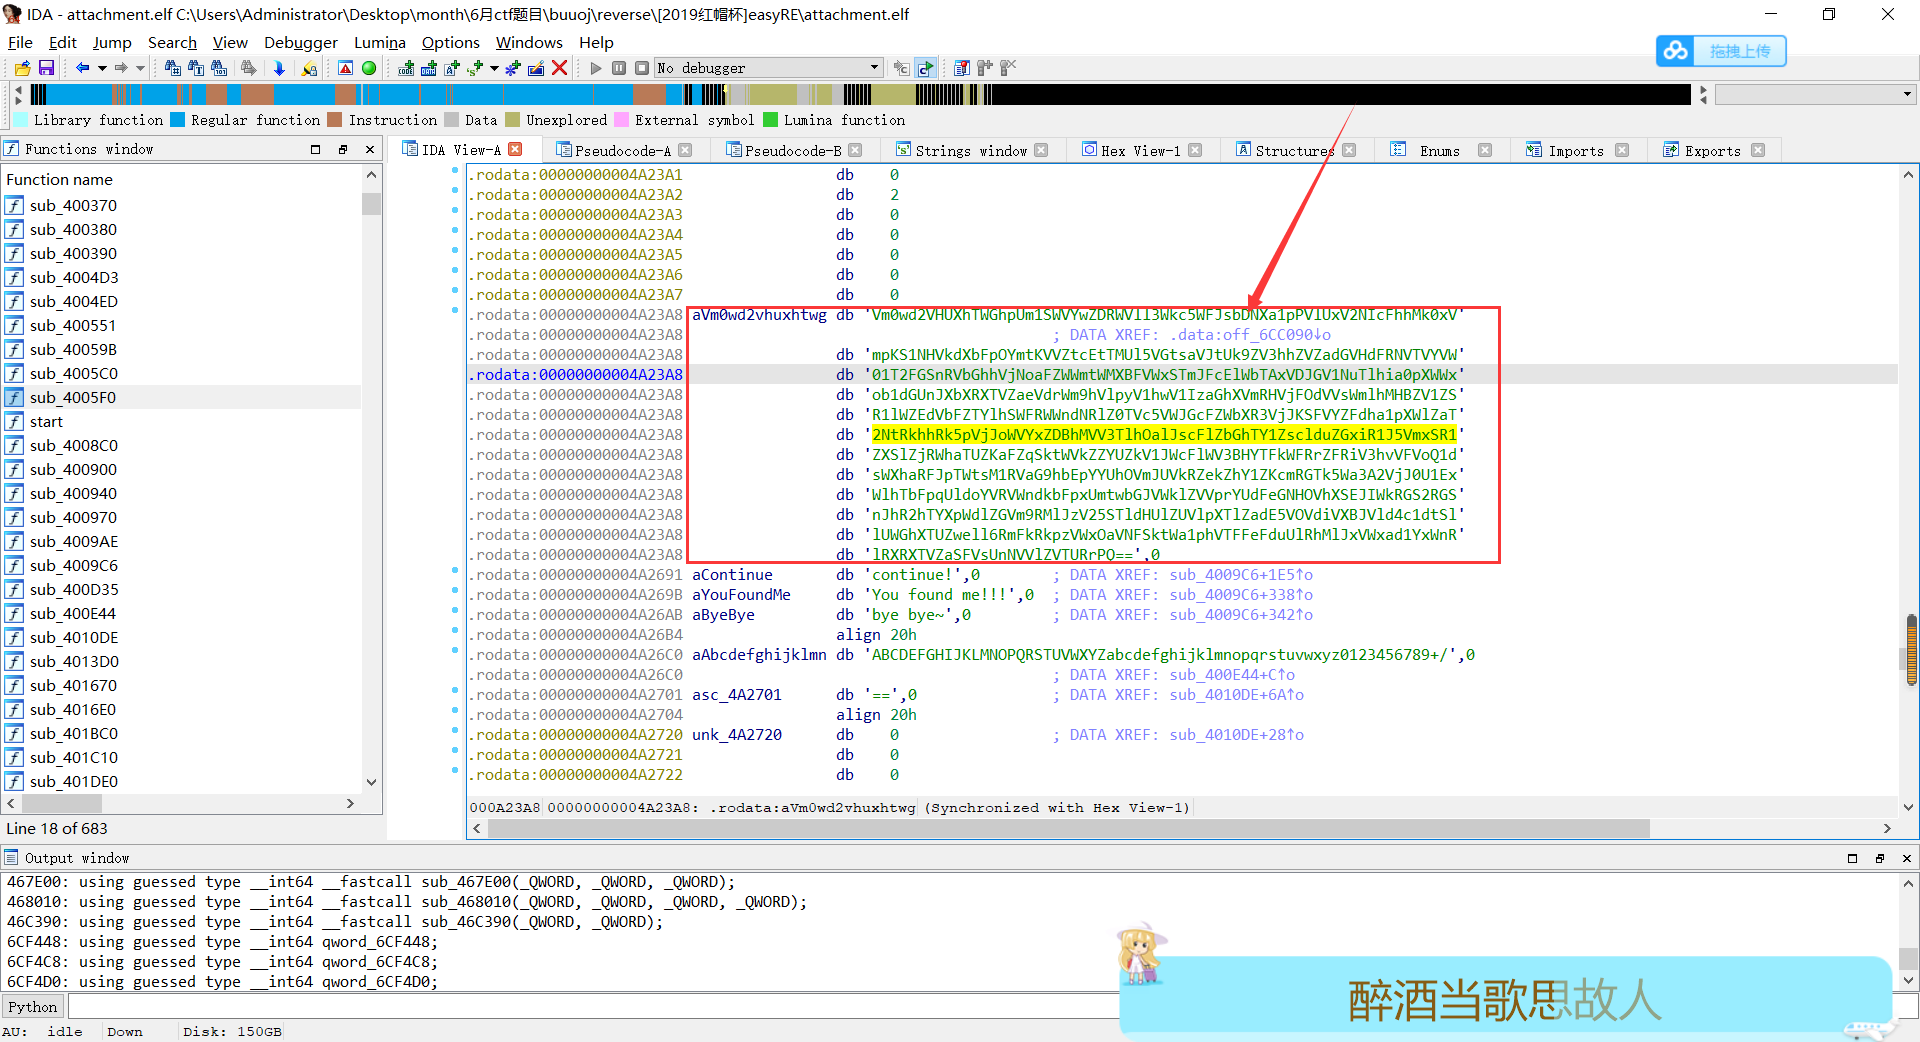 IDA - attachment.elf C:\Users\Administrator\Desktop\month\6月ctf题目\buuoj\reverse\[2019红帽杯]easyRE\attachment.elf
File Edit Jump Search View Debugger Lumina Options Windows Help
拖拽上传
No debugger
Library function Regular function Instruction Data Unexplored External symbol Lumina function
Functions window
IDA View-A Pseudocode-A Pseudocode-B Strings window Hex View-1 Structures Enums Imports Exports
Function name
sub_400370
sub_400380
sub_400390
sub_4004D3
sub_4004ED
sub_400551
sub_40059B
sub_4005C0
sub_4005F0
start
sub_4008C0
sub_400900
sub_400940
sub_400970
sub_4009AE
sub_4009C6
sub_400D35
sub_400E44
sub_4010DE
sub_4013D0
sub_401670
sub_4016E0
sub_401BC0
sub_401C10
sub_401DE0
Line 18 of 683
.rodata:00000000004A23A1 db 0
.rodata:00000000004A23A2 db 2
.rodata:00000000004A23A3 db 0
.rodata:00000000004A23A4 db 0
.rodata:00000000004A23A5 db 0
.rodata:00000000004A23A6 db 0
.rodata:00000000004A23A7 db 0
.rodata:00000000004A23A8 aVm0wd2vhuxhtwg db 'Vm0wd2VHUXhTWGhpUm1SWVYwZDRWVll3Wkc5WFJsbDNXa1pPVlUxV2NIcFhhMk0xV'
.rodata:00000000004A23A8 ; DATA XREF: .data:off_6CC090↓o
.rodata:00000000004A23A8 db 'mpKS1NHVkdXbFpOYmtKVVZtcEtTMUl5VGtsaVJtUk9ZV3hhZVZadGVHdFRNVTVYVW'
.rodata:00000000004A23A8 db '01T2FGSnRVbGhhVjNoaFZWWmtWMXBFVWxSTmJFcElWbTAxVDJGV1NuTlhia0pXWWx'
.rodata:00000000004A23A8 db 'ob1dGUnJXbXRXTVZaeVdrWm9hVlpyV1hwV1IzaGhXVmRHVjFOdVVsWmlhMHBZV1ZS'
.rodata:00000000004A23A8 db 'R1lWZEdVbFZTYlhSWFRWWndNRlZ0TVc5VWJGcFZWbXR3VjJKSFVYZFdha1pXWlZaT'
.rodata:00000000004A23A8 db '2NtRkhhRk5pVjJoWVYxZDBhMVV3TlhOalJscFlZbGhTY1ZsclduZGxiR1J5VmxSR1'
.rodata:00000000004A23A8 db 'ZXSlZjRWhaTUZKaFZqSktWVkZZYUZkV1JWcFlWV3BHYTFkWFRrZFRiV3hvVFVoQ1d'
.rodata:00000000004A23A8 db 'sWXhaRFJpTWtsM1RVaG9hbEpYYUhOVmJUVkRZekZhY1ZKcmRGTk5Wa3A2VjJ0U1Ex'
.rodata:00000000004A23A8 db 'WlhTbFpqUldoYVRVWndkbFpxUmtwbGJVWklZVVprYUdFeGNHOVhXSEJIWkRGS2RGS'
.rodata:00000000004A23A8 db 'nJhR2hTYXpWdlZGVm9RMlJzV25STldHUlZUVlpXTlZadE5VOVdiVXBJVld4c1dtSl'
.rodata:00000000004A23A8 db 'lUWGhXTUZwell6RmFkRkpzVWxOaVNFSktWa1phVTFFeFduUlRhMlJxVWxad1YxWnR'
.rodata:00000000004A23A8 db 'lRXRXTVZaSFVsUnNVVlZVTURrPQ==',0
.rodata:00000000004A2691 aContinue db 'continue!',0 ; DATA XREF: sub_4009C6+1E5↑o
.rodata:00000000004A269B aYouFoundMe db 'You found me!!!',0 ; DATA XREF: sub_4009C6+338↑o
.rodata:00000000004A26AB aByeBye db 'bye bye~',0 ; DATA XREF: sub_4009C6+342↑o
.rodata:00000000004A26B4 align 20h
.rodata:00000000004A26C0 aAbcdefghijklmn db 'ABCDEFGHIJKLMNOPQRSTUVWXYZabcdefghijklmnopqrstuvwxyz0123456789+/',0
.rodata:00000000004A26C0 ; DATA XREF: sub_400E44+C↑o
.rodata:00000000004A2701 asc_4A2701 db '==',0 ; DATA XREF: sub_4010DE+6A↑o
.rodata:00000000004A2704 align 20h
.rodata:00000000004A2720 unk_4A2720 db 0 ; DATA XREF: sub_4010DE+28↑o
.rodata:00000000004A2721 db 0
.rodata:00000000004A2722 db 0
000A23A8 00000000004A23A8: .rodata:aVm0wd2vhuxhtwg (Synchronized with Hex View-1)
Output window
467E00: using guessed type __int64 __fastcall sub_467E00(_QWORD, _QWORD, _QWORD);
468010: using guessed type __int64 __fastcall sub_468010(_QWORD, _QWORD, _QWORD, _QWORD);
46C390: using guessed type __int64 __fastcall sub_46C390(_QWORD, _QWORD);
6CF448: using guessed type __int64 qword_6CF448;
6CF4C8: using guessed type __int64 qword_6CF4C8;
6CF4D0: using guessed type __int64 qword_6CF4D0;
Python
AU: idle Down Disk: 150GB
醉酒当歌思故人